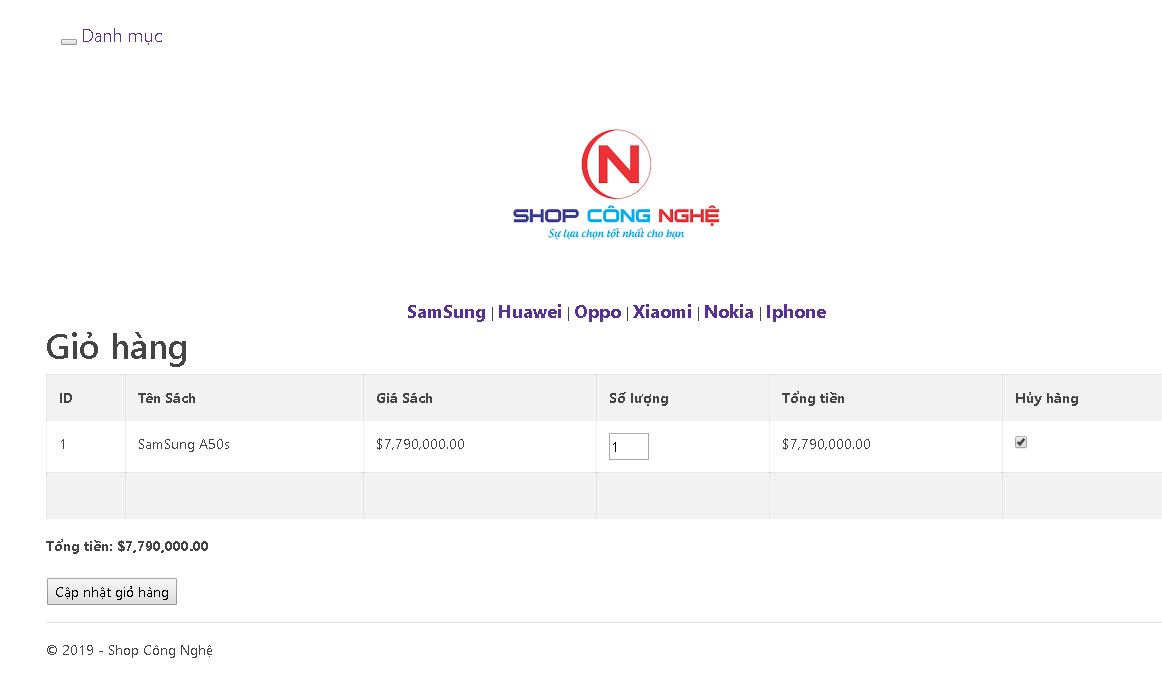 Danh mục
N
SHOP CÔNG NGHỆ
Sự lựa chọn tốt nhất cho bạn
SamSung | Huawei | Oppo | Xiaomi | Nokia | Iphone
Giỏ hàng
ID Tên Sách Giá Sách Số lượng Tổng tiền Hủy hàng
1 SamSung A50s $7,790,000.00 1 $7,790,000.00
Tổng tiền: $7,790,000.00
Cập nhật giỏ hàng
© 2019 - Shop Công Nghệ